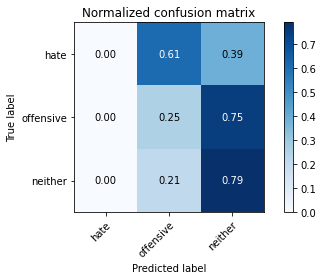 Normalized confusion matrix
True label
hate
0.00 0.61 0.39
offensive
0.00 0.25 0.75
neither
0.00 0.21 0.79
hate
offensive
neither
Predicted label
0.7
0.6
0.5
0.4
0.3
0.2
0.1
0.0